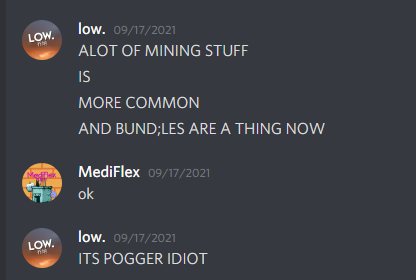 low. 09/17/2021
ALOT OF MINING STUFF
IS
MORE COMMON
AND BUND;LES ARE A THING NOW
MediFlex 09/17/2021
ok
low. 09/17/2021
ITS POGGER IDIOT